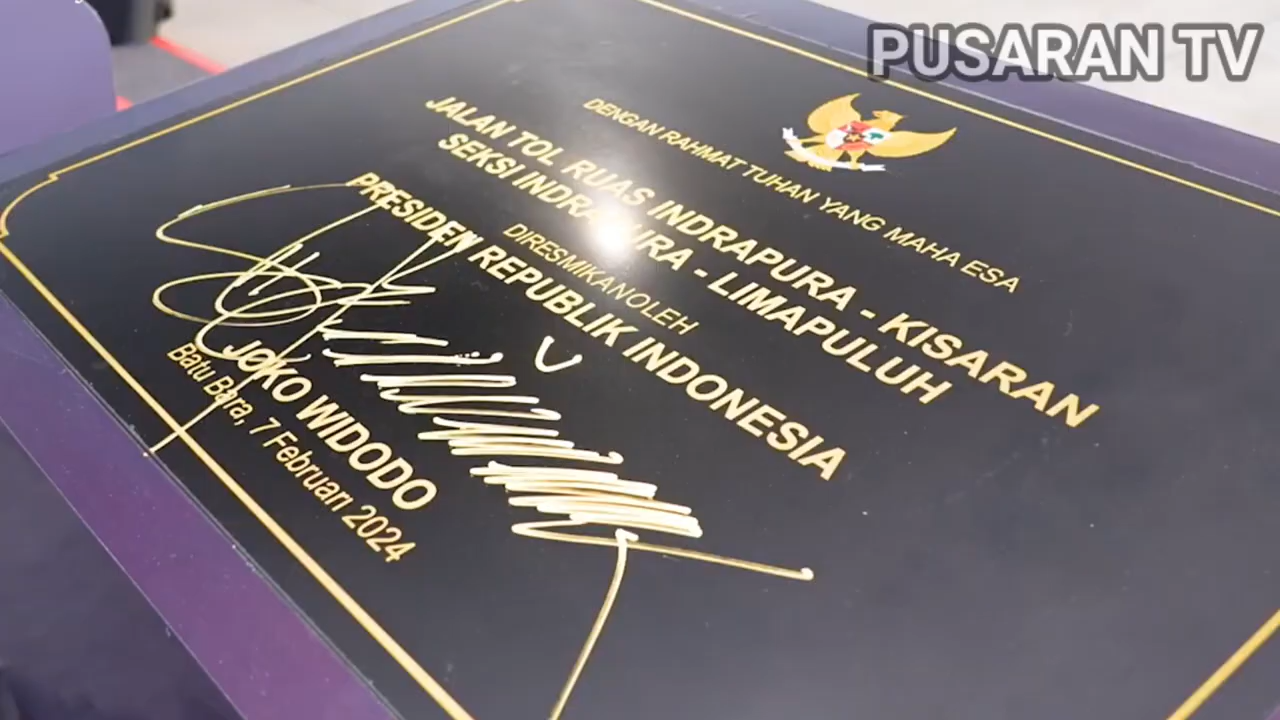 PUSARAN TV
DENGAN RAHMAT TUHAN YANG MAHA ESA
JALAN TOL RUAS INDRAPURA - KISARAN
SEKSI INDRAPURA - LIMAPULUH
DIRESMIKAN OLEH
PRESIDEN REPUBLIK INDONESIA
JOKO WIDODO
Batu Bara, 7 Februari 2024